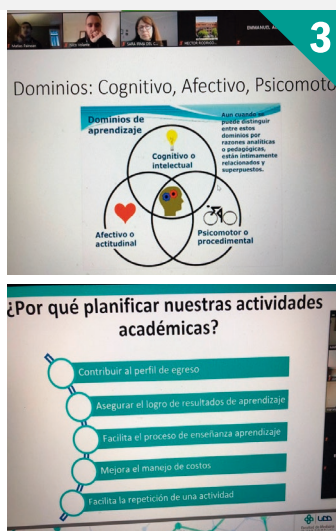 3
EMMANUEL
Dominios: Cognitivo, Afectivo, Psicomoto
Dominios de
aprendizaje
Aun cuando se
puede distinguir
entre estos
dominios por
razones analíticas
o pedagógicas,
están intimamente
relacionados y
superpuestos.
Cognitivo o
intelectual
Afectivo o
actitudinal
Psicomotor o
procedimental
¿Por qué planificar nuestras actividades
académicas?
Contribuir al perfil de egreso
Asegurar el logro de resultados de aprendizaje
Facilita el proceso de enseñanza aprendizaje
Mejora el manejo de costos
Facilita la repetición de una actividad
UDD